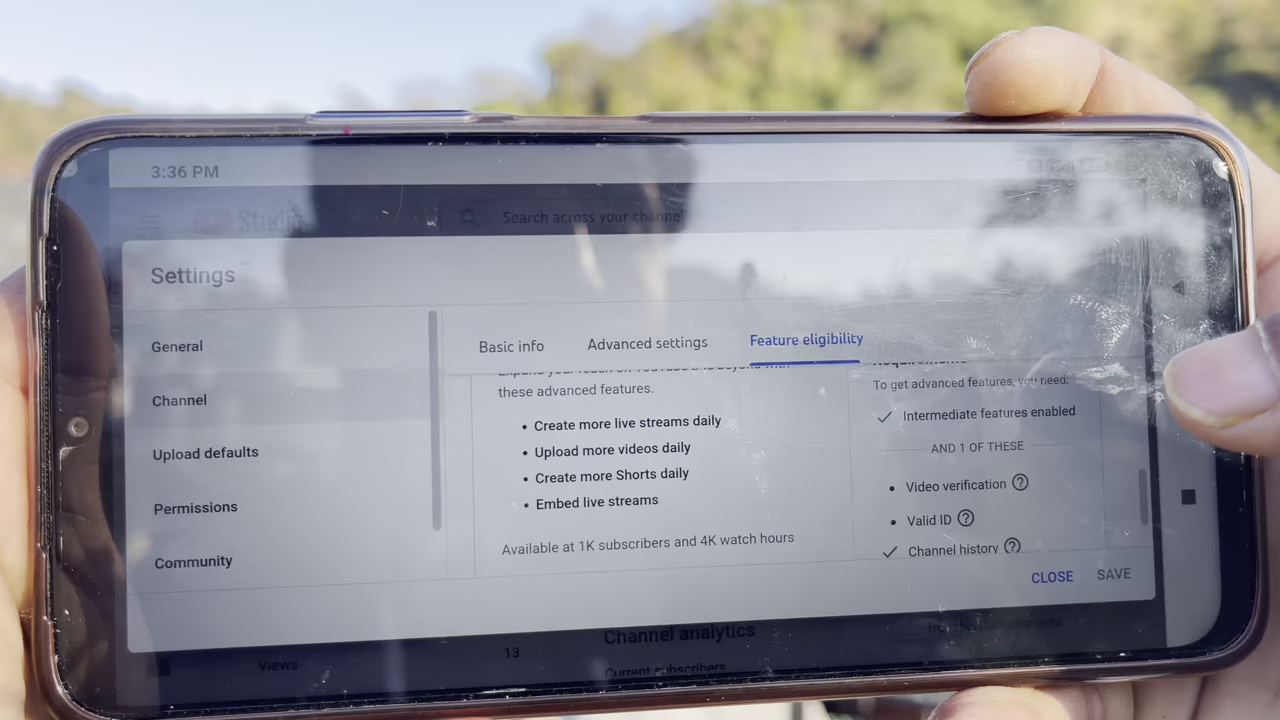 3:36 PM
Studio
Search across your channel
Settings
General
Channel
Upload defaults
Permissions
Community
Basic info
Advanced settings
Feature eligibility
Expand your reach on YouTube and beyond with
these advanced features.
• Create more live streams daily
• Upload more videos daily
• Create more Shorts daily
• Embed live streams
Available at 1K subscribers and 4K watch hours
Requirements
To get advanced features, you need:
Intermediate features enabled
AND 1 OF THESE
• Video verification
• Valid ID
Channel history
CLOSE
SAVE
Views
13
Channel analytics
Current subscribers